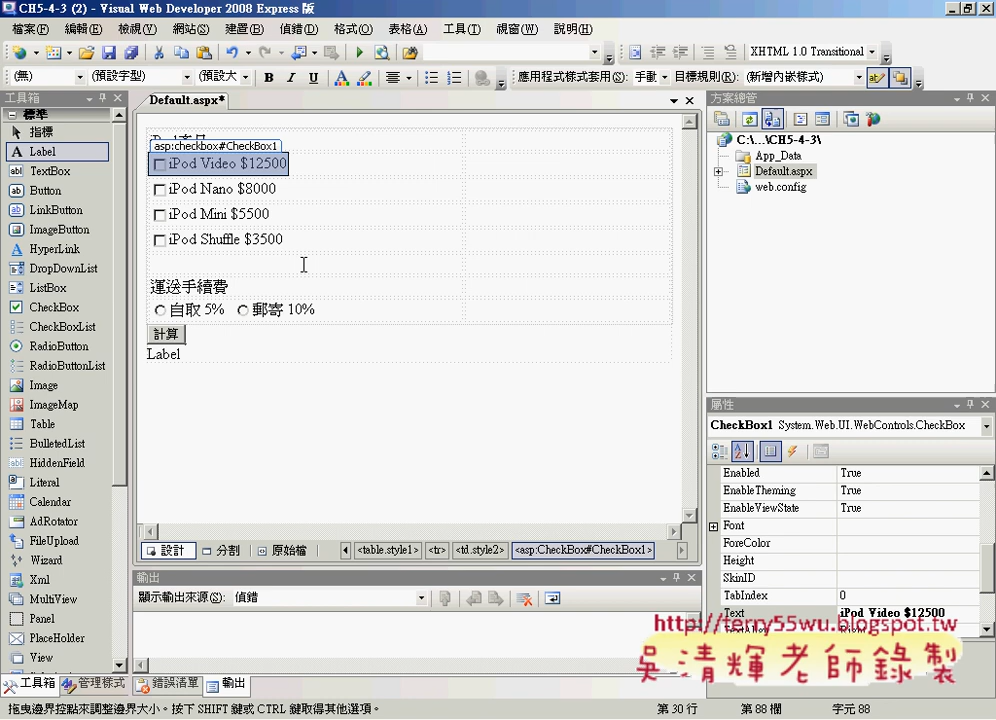 CH5-4-3 (2) - Visual Web Developer 2008 Express 版
檔案(F) 編輯(E) 檢視(V) 網站(S) 建置(B) 偵錯(D) 格式(O) 表格(A) 工具(T) 視窗(W) 說明(H)
XHTML 1.0 Transitional
(無) (預設字型) (預設大 B I U A 應用程式樣式套用(S): 手動 目標規則(R): (新增內嵌樣式)
工具箱
標準
指標
Label
TextBox
Button
LinkButton
ImageButton
HyperLink
DropDownList
ListBox
CheckBox
CheckBoxList
RadioButton
RadioButtonList
Image
ImageMap
Table
BulletedList
HiddenField
Literal
Calendar
AdRotator
FileUpload
Wizard
Xml
MultiView
Panel
PlaceHolder
View
工具箱 管理樣式
Default.aspx*
asp:checkbox#CheckBox1
iPod Video $12500
iPod Nano $8000
iPod Mini $5500
iPod Shuffle $3500
運送手續費
自取 5% 郵寄 10%
計算
Label
設計 分割 原始檔 <table.style1> <tr> <td.style2> <asp:CheckBox#CheckBox1>
輸出
顯示輸出來源(S): 偵錯
錯誤清單 輸出
方案總管
C:\...\CH5-4-3\
App_Data
Default.aspx
web.config
屬性
CheckBox1 System.Web.UI.WebControls.CheckBox
Enabled True
EnableTheming True
EnableViewState True
Font
ForeColor
Height
SkinID
TabIndex 0
Text iPod Video $12500
http://terry55wu.blogspot.tw
吳清輝老師錄製
拖曳邊界控點來調整邊界大小。按下 SHIFT 鍵或 CTRL 鍵取得其他選項。 第 30 行 第 88 欄 字元 88